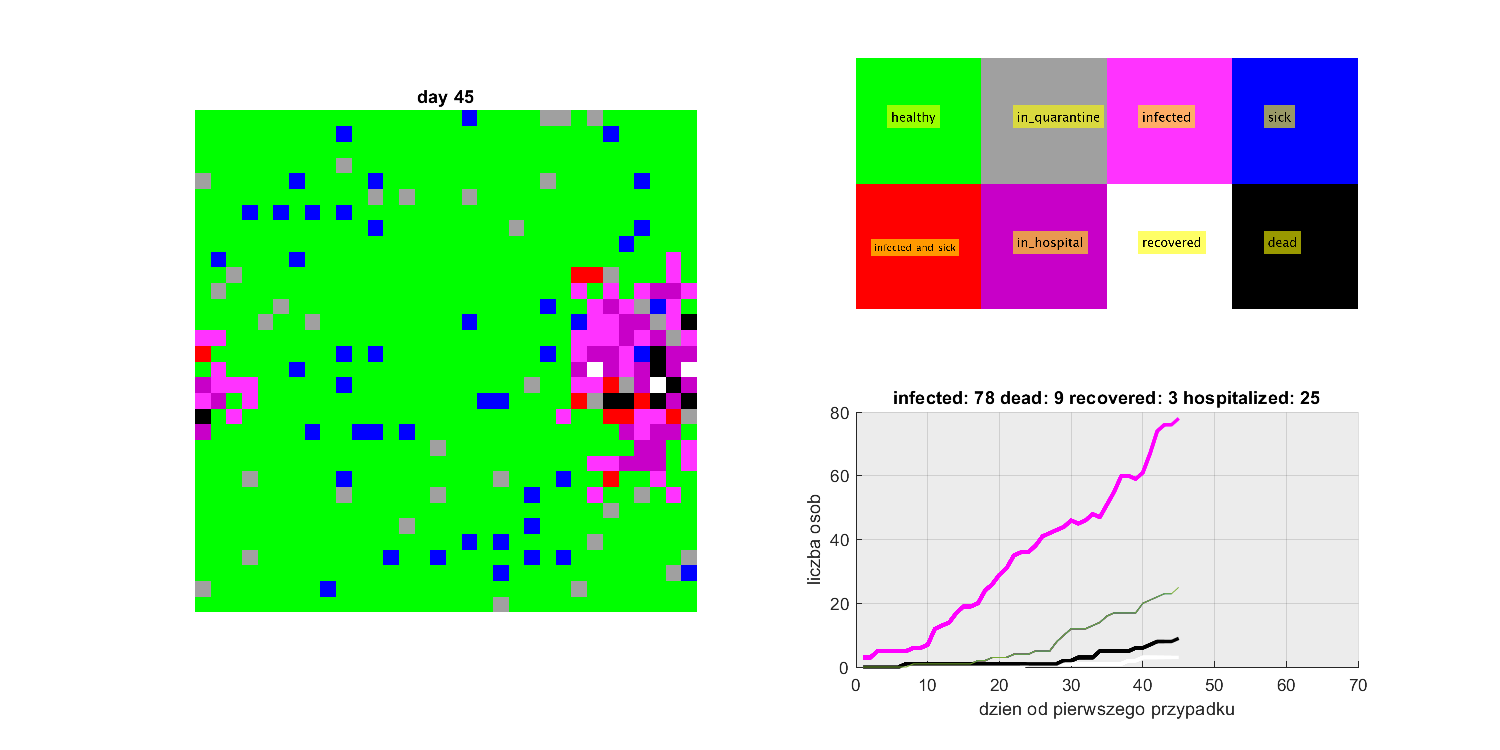 day 45
healthy
in_quarantine
infected
sick
infected and sick
in_hospital
recovered
dead
infected: 78 dead: 9 recovered: 3 hospitalized: 25
liczba osob
80
60
40
20
0
0 10 20 30 40 50 60 70
dzien od pierwszego przypadku